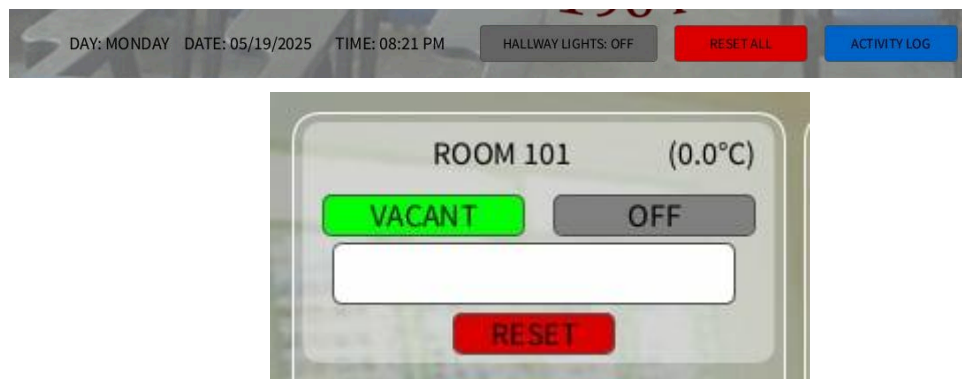 DAY: MONDAY DATE: 05/19/2025 TIME: 08:21 PM HALLWAY LIGHTS: OFF RESET ALL ACTIVITY LOG
ROOM 101 (0.0°C)
VACANT OFF
RESET